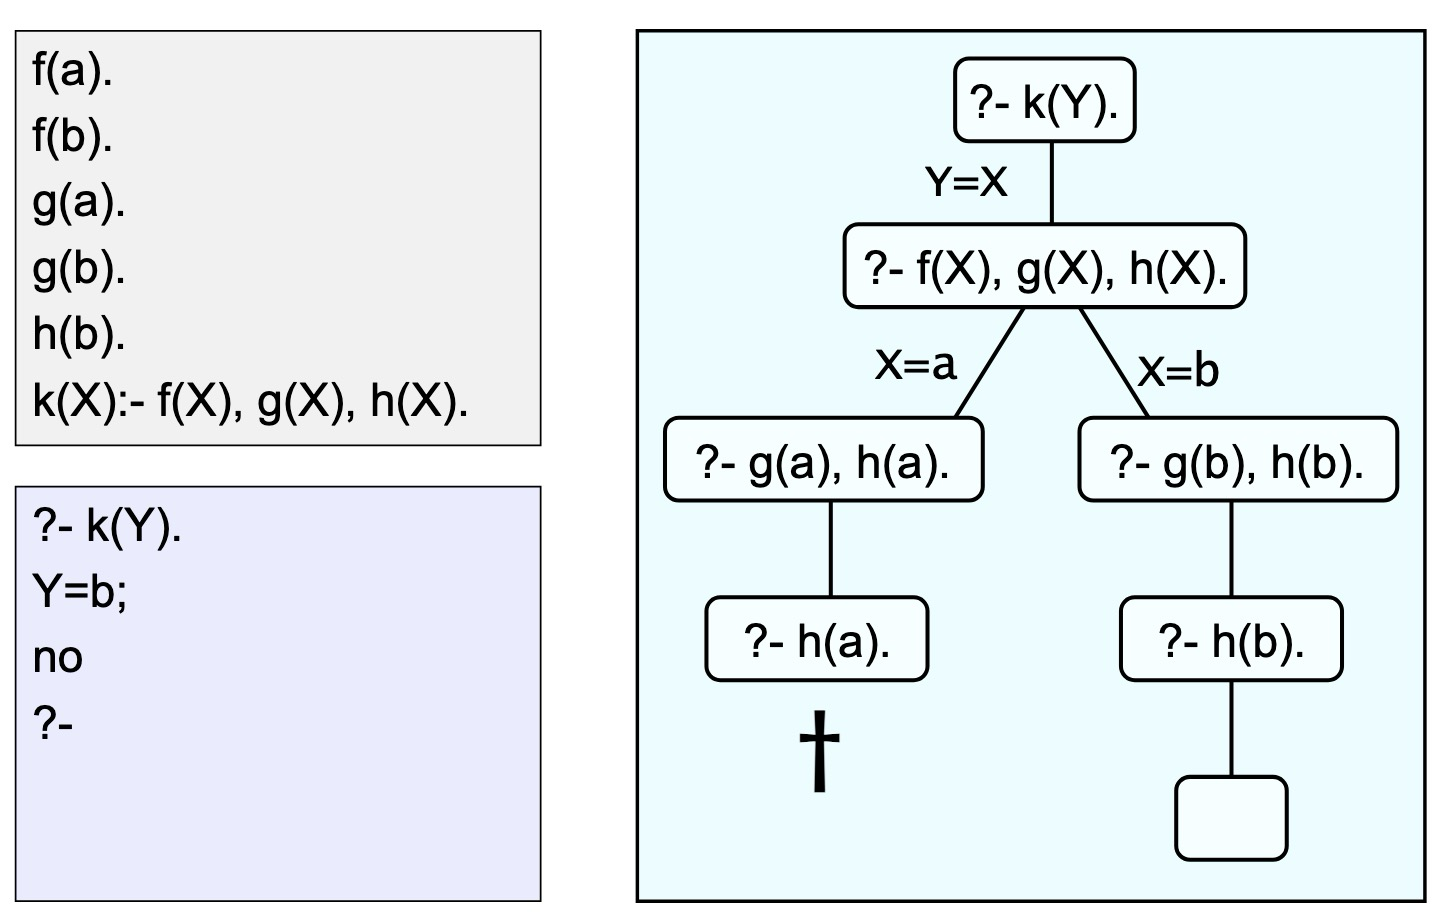 f(a).
f(b).
g(a).
g(b).
h(b).
k(X):- f(X), g(X), h(X).
?- k(Y).
Y=b;
no
?-
?- k(Y).
Y=X
?- f(X), g(X), h(X).
X=a
X=b
?- g(a), h(a).
?- g(b), h(b).
?- h(a).
?- h(b).
†